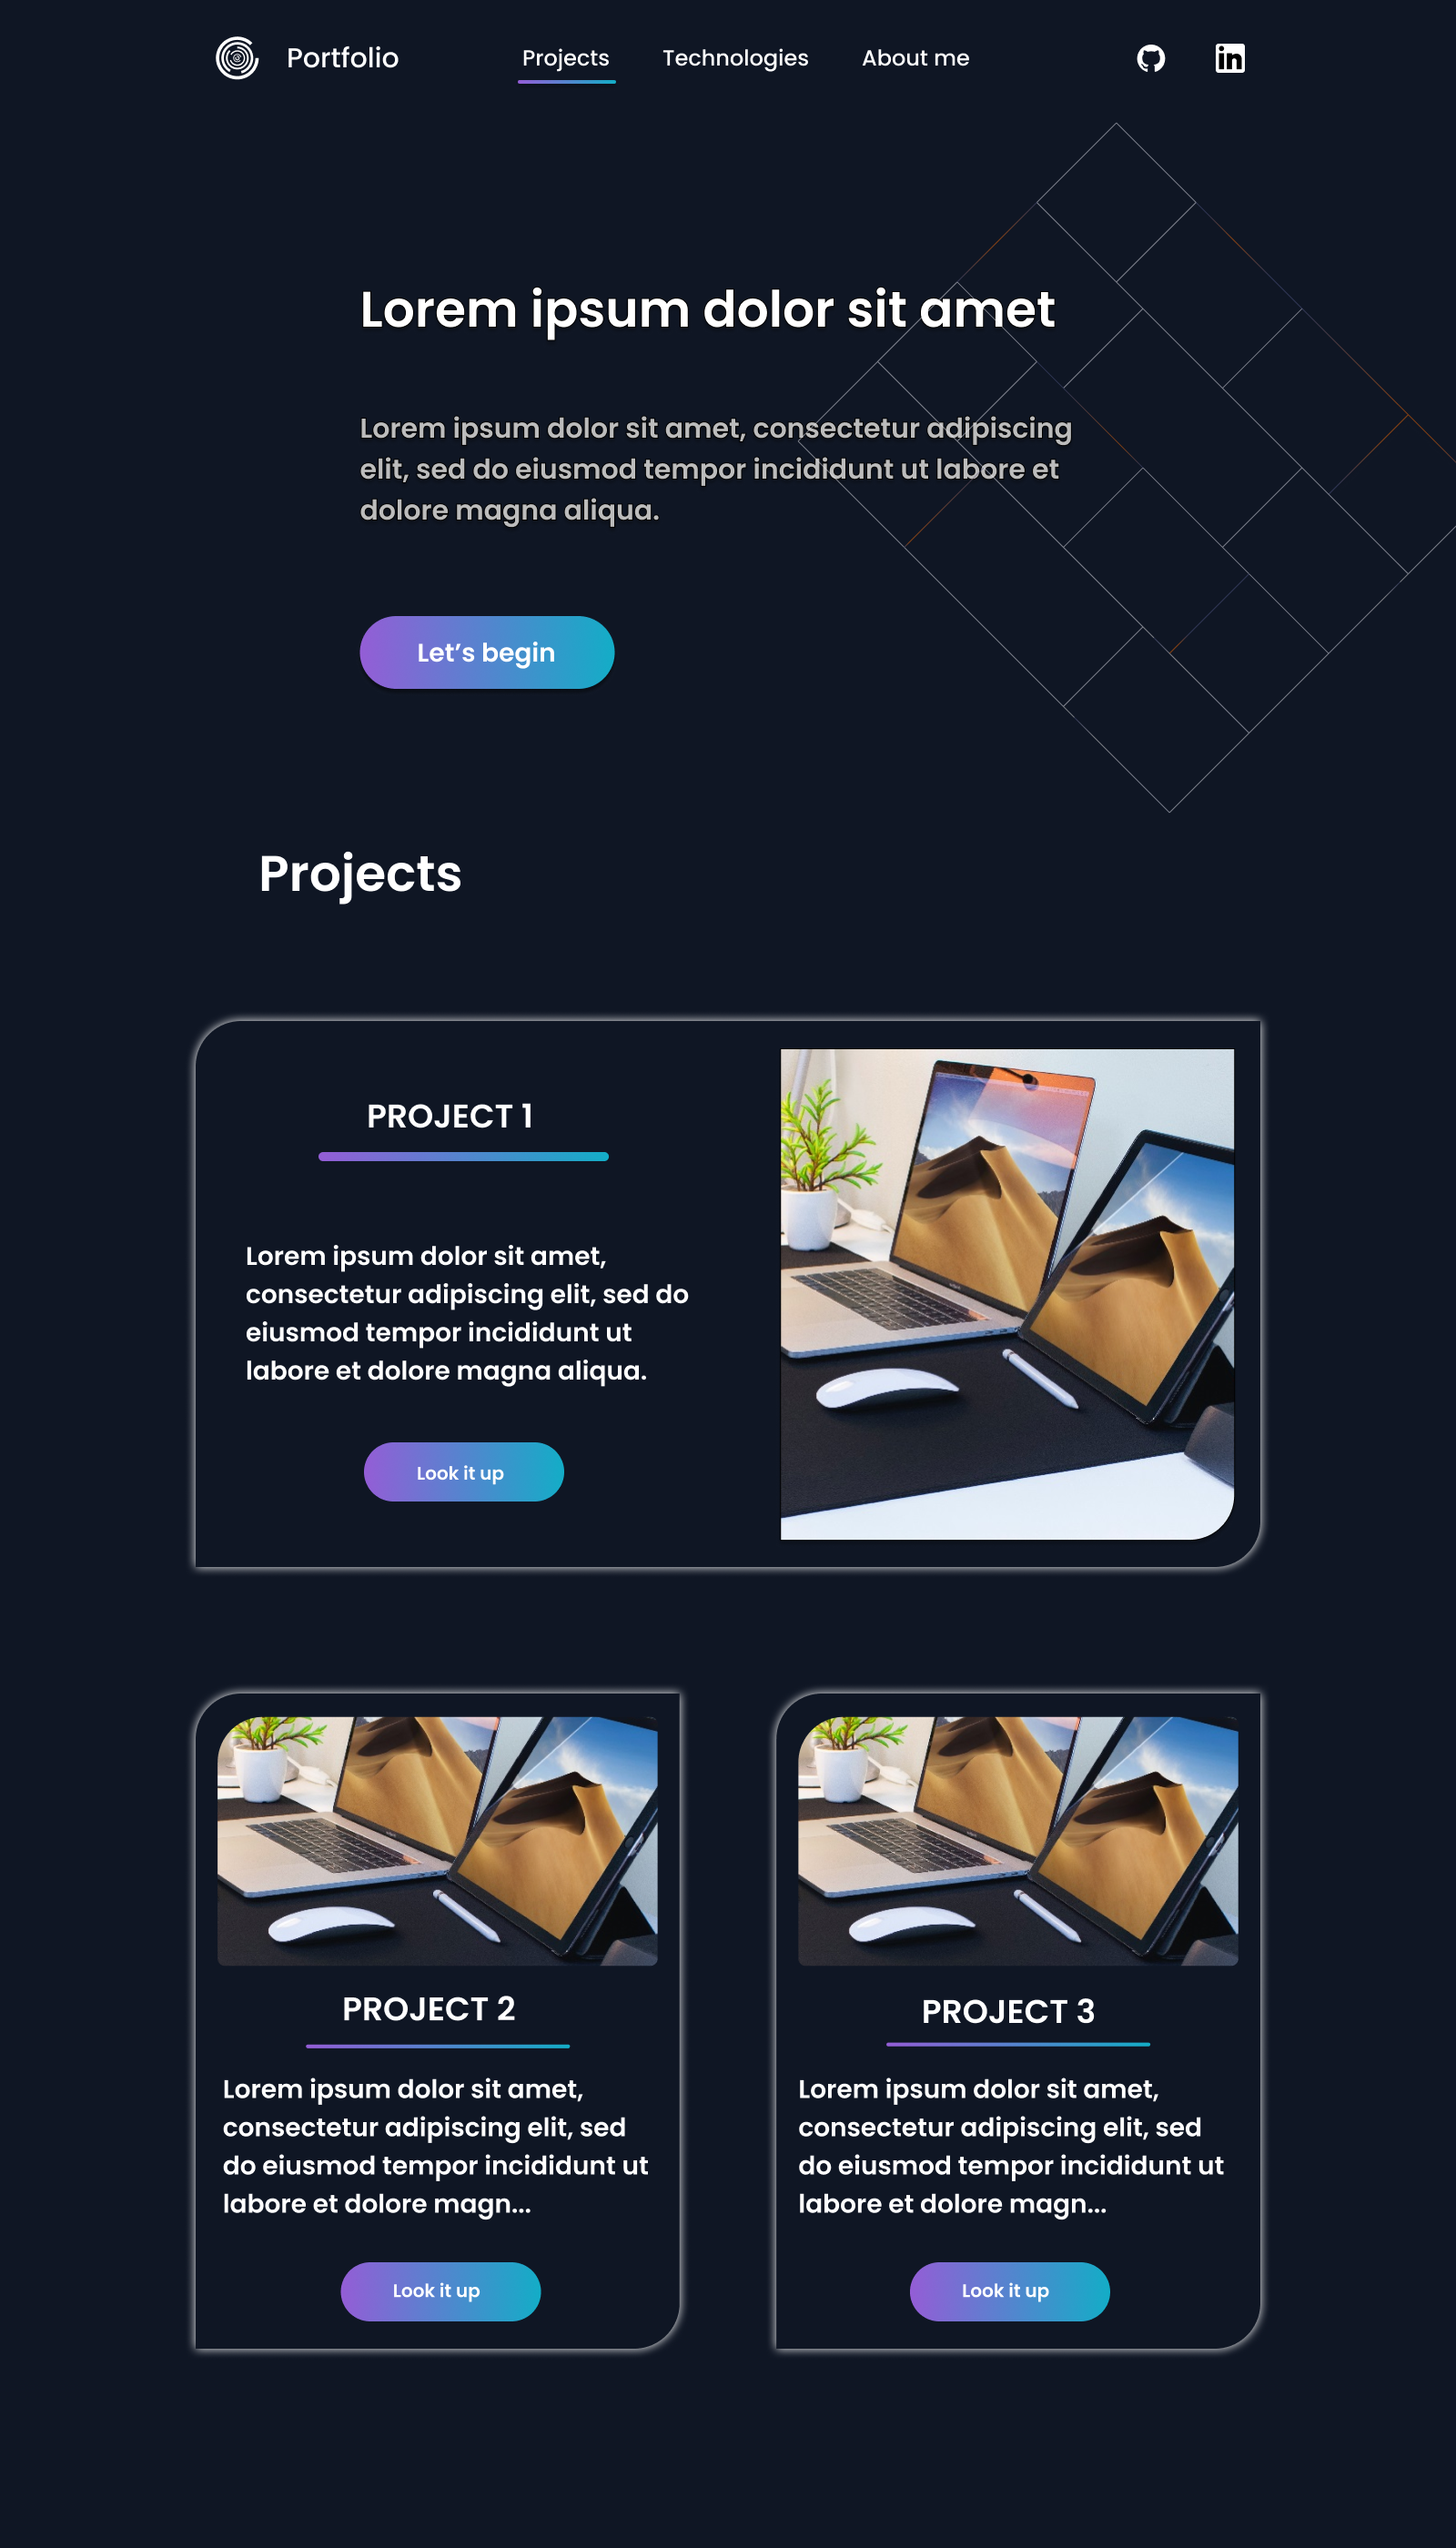 Portfolio
Projects
Technologies
About me
in
Lorem ipsum dolor sit amet
Lorem ipsum dolor sit amet, consectetur adipiscing
elit, sed do eiusmod tempor incididunt ut labore et
dolore magna aliqua.
Let’s begin
Projects
PROJECT 1
Lorem ipsum dolor sit amet,
consectetur adipiscing elit, sed do
eiusmod tempor incididunt ut
labore et dolore magna aliqua.
Look it up
PROJECT 2
Lorem ipsum dolor sit amet,
consectetur adipiscing elit, sed
do eiusmod tempor incididunt ut
labore et dolore magn...
Look it up
PROJECT 3
Lorem ipsum dolor sit amet,
consectetur adipiscing elit, sed
do eiusmod tempor incididunt ut
labore et dolore magn...
Look it up